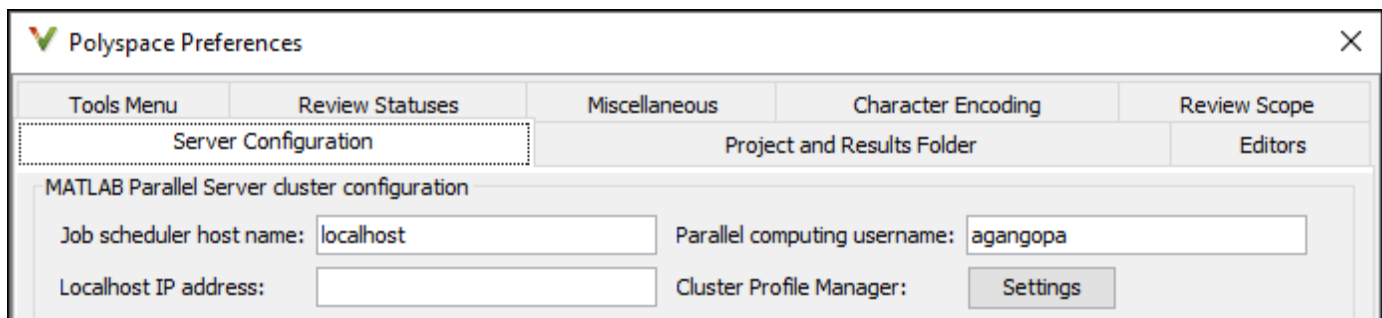 Polyspace Preferences
Tools Menu Review Statuses Miscellaneous Character Encoding Review Scope
Server Configuration Project and Results Folder Editors
MATLAB Parallel Server cluster configuration
Job scheduler host name: localhost Parallel computing username: agangopa
Localhost IP address: Cluster Profile Manager: Settings